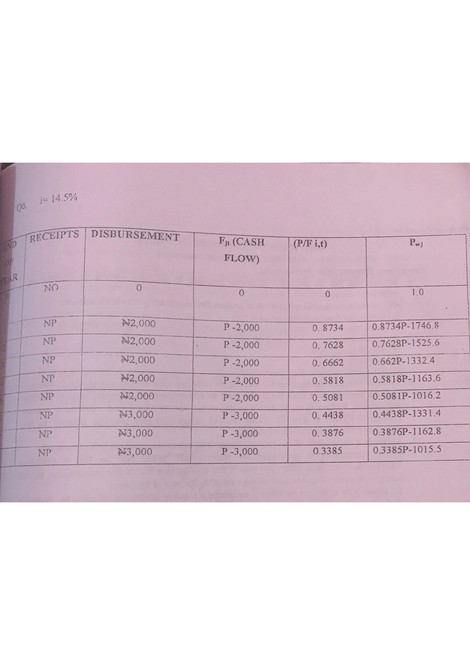 Q6. i= 14.5%
RECEIPTS DISBURSEMENT Fjt (CASH FLOW) (P/F i,t) Pwj
NO 0 0 0 1.0
NP ₦2,000 P -2,000 0. 8734 0.8734P-1746.8
NP ₦2,000 P -2,000 0. 7628 0.7628P-1525.6
NP ₦2,000 P -2,000 0. 6662 0.662P-1332.4
NP ₦2,000 P -2,000 0. 5818 0.5818P-1163.6
NP ₦2,000 P -2,000 0. 5081 0.5081P-1016.2
NP ₦3,000 P -3,000 0. 4438 0.4438P-1331.4
NP ₦3,000 P -3,000 0. 3876 0.3876P-1162.8
NP ₦3,000 P -3,000 0.3385 0.3385P-1015.5